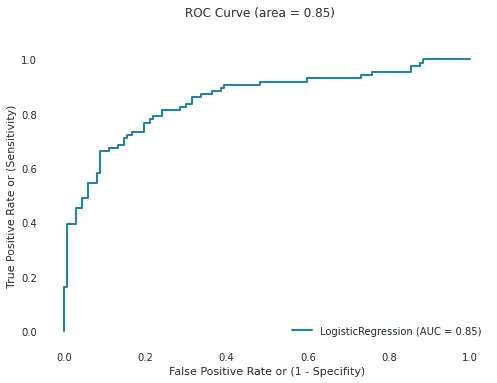 ROC Curve (area = 0.85)
1.0
0.8
0.6
0.4
0.2
0.0
True Positive Rate or (Sensitivity)
LogisticRegression (AUC = 0.85)
0.0 0.2 0.4 0.6 0.8 1.0
False Positive Rate or (1 - Specifity)